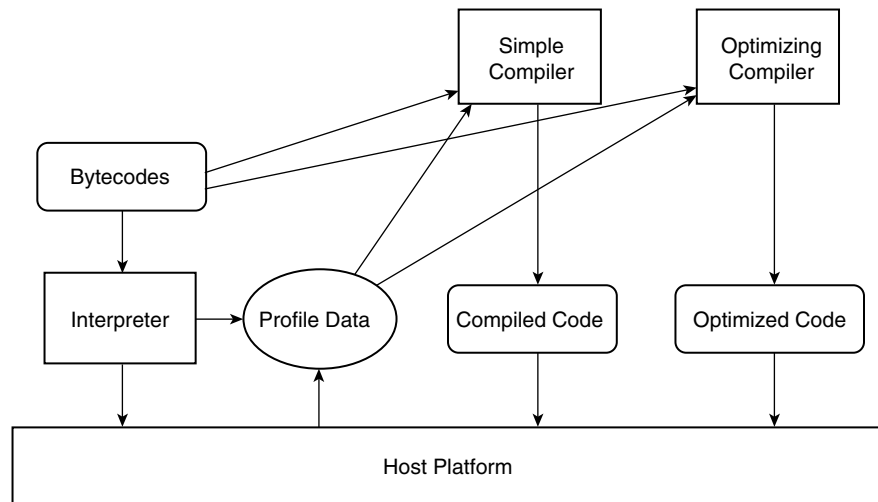 Simple
Compiler
Optimizing
Compiler
Bytecodes
Interpreter
Profile Data
Compiled Code
Optimized Code
Host Platform